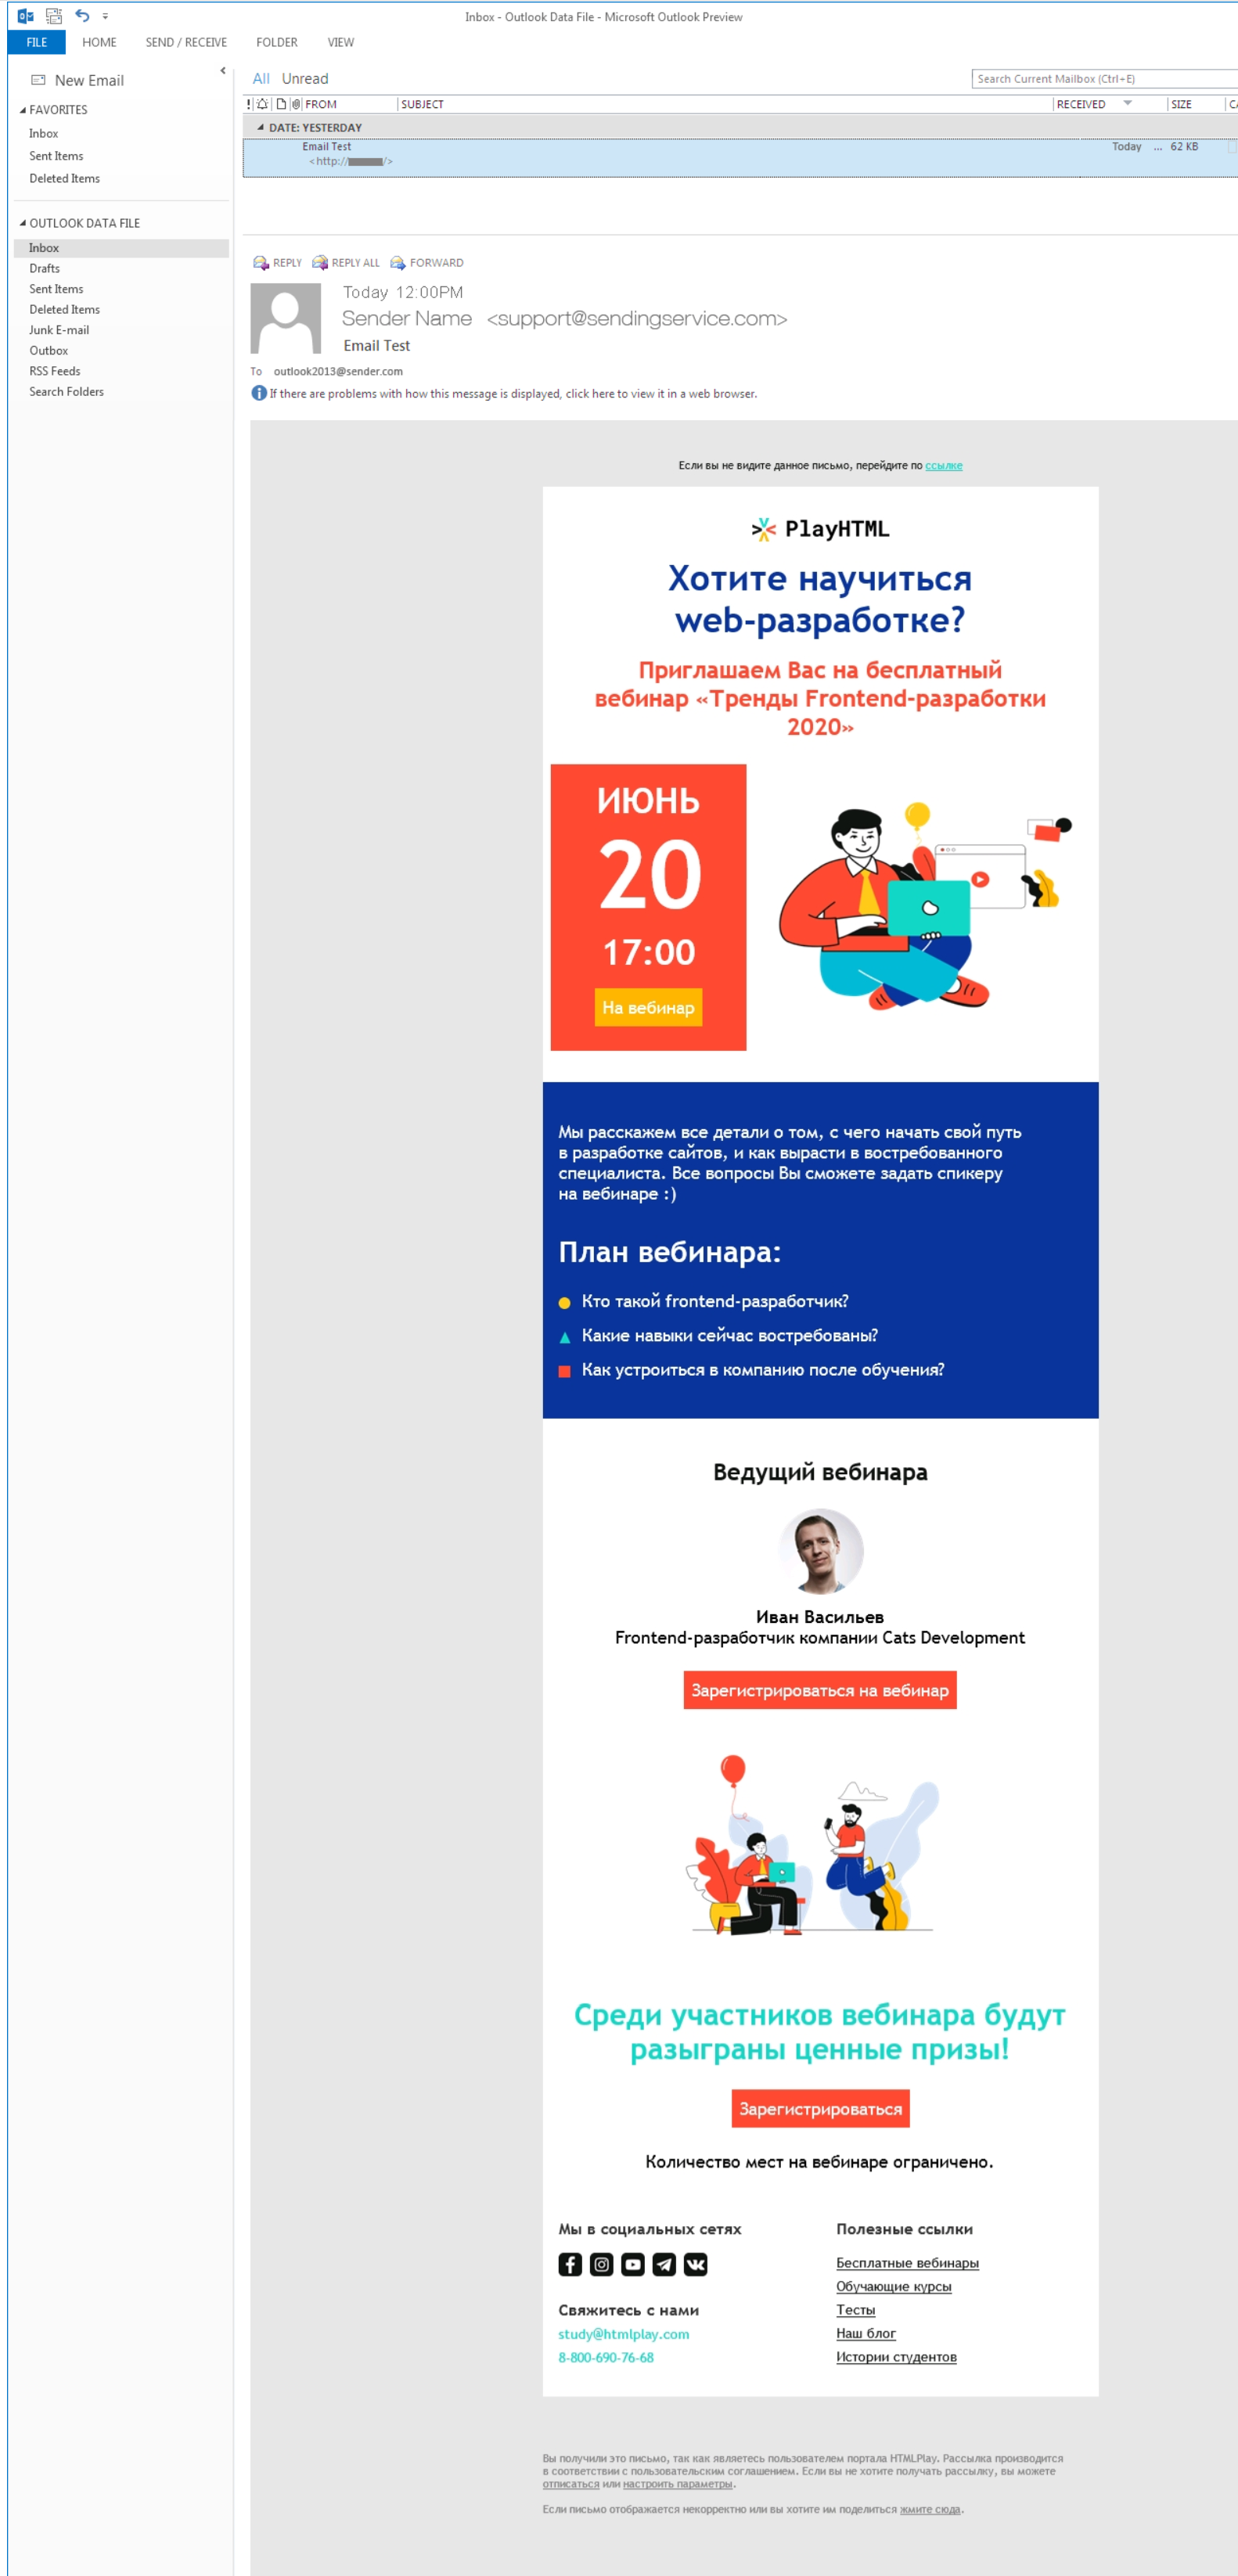 Inbox - Outlook Data File - Microsoft Outlook Preview
FILE HOME SEND / RECEIVE FOLDER VIEW
New Email
FAVORITES
Inbox
Sent Items
Deleted Items
OUTLOOK DATA FILE
Inbox
Drafts
Sent Items
Deleted Items
Junk E-mail
Outbox
RSS Feeds
Search Folders
All Unread
Search Current Mailbox (Ctrl+E)
FROM SUBJECT RECEIVED SIZE
DATE: YESTERDAY
Email Test Today ... 62 KB
<http:// />
REPLY REPLY ALL FORWARD
Today 12:00PM
Sender Name <support@sendingservice.com>
Email Test
To outlook2013@sender.com
If there are problems with how this message is displayed, click here to view it in a web browser.
Если вы не видите данное письмо, перейдите по ссылке
PlayHTML
Хотите научиться
web-разработке?
Приглашаем Вас на бесплатный
вебинар «Тренды Frontend-разработки
2020»
ИЮНЬ
20
17:00
На вебинар
Мы расскажем все детали о том, с чего начать свой путь
в разработке сайтов, и как вырасти в востребованного
специалиста. Все вопросы Вы сможете задать спикеру
на вебинаре :)
План вебинара:
Кто такой frontend-разработчик?
Какие навыки сейчас востребованы?
Как устроиться в компанию после обучения?
Ведущий вебинара
Иван Васильев
Frontend-разработчик компании Cats Development
Зарегистрироваться на вебинар
Среди участников вебинара будут
разыграны ценные призы!
Зарегистрироваться
Количество мест на вебинаре ограничено.
Мы в социальных сетях
Свяжитесь с нами
study@htmlplay.com
8-800-690-76-68
Полезные ссылки
Бесплатные вебинары
Обучающие курсы
Тесты
Наш блог
Истории студентов
Вы получили это письмо, так как являетесь пользователем портала HTMLPlay. Рассылка производится
в соответствии с пользовательским соглашением. Если вы не хотите получать рассылку, вы можете
отписаться или настроить параметры.
Если письмо отображается некорректно или вы хотите им поделиться жмите сюда.